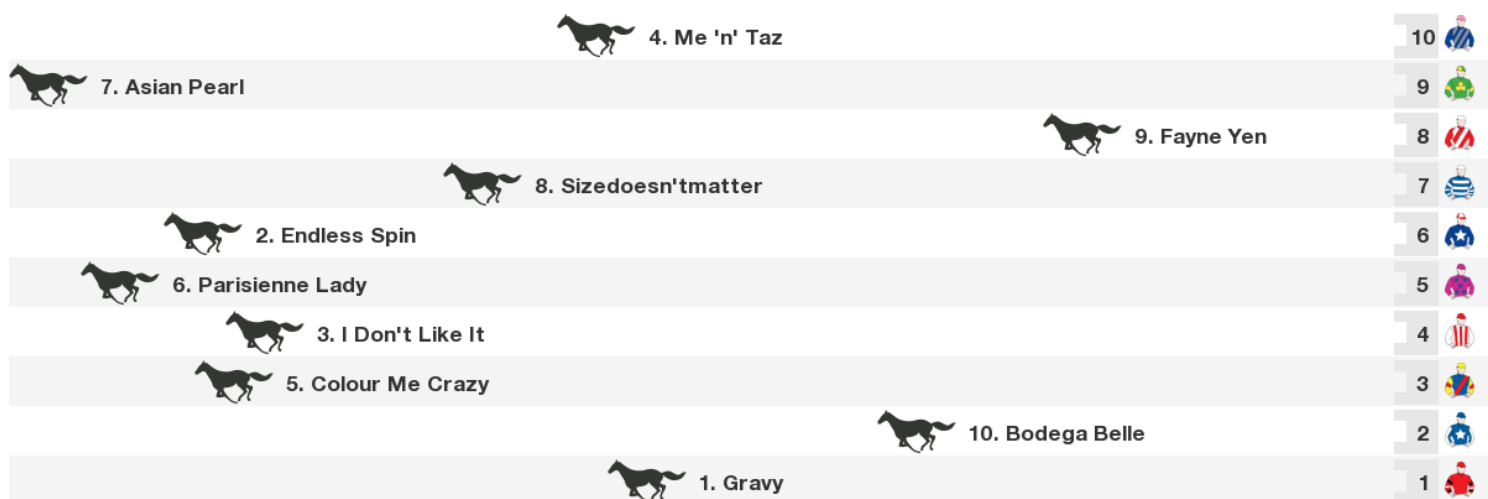 4. Me 'n' Taz 10
7. Asian Pearl 9
9. Fayne Yen 8
8. Sizedoesn'tmatter 7
2. Endless Spin 6
6. Parisienne Lady 5
3. I Don't Like It 4
5. Colour Me Crazy 3
10. Bodega Belle 2
1. Gravy 1